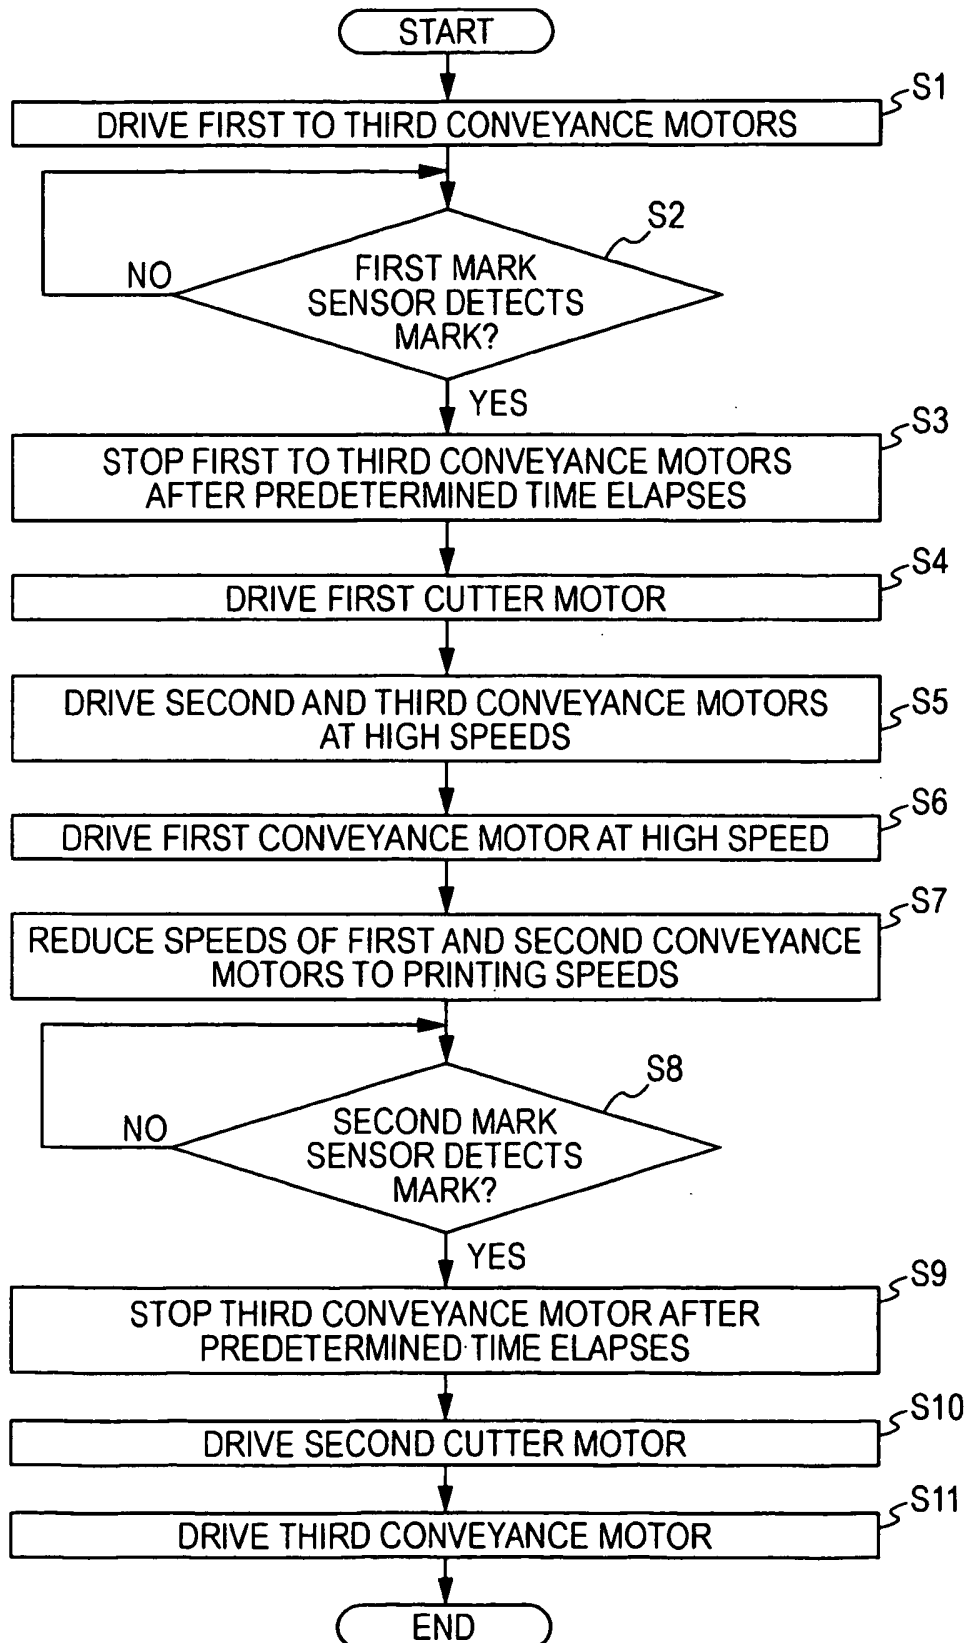 START
S1
DRIVE FIRST TO THIRD CONVEYANCE MOTORS
S2
FIRST MARK
SENSOR DETECTS
MARK?
NO
YES
S3
STOP FIRST TO THIRD CONVEYANCE MOTORS
AFTER PREDETERMINED TIME ELAPSES
S4
DRIVE FIRST CUTTER MOTOR
S5
DRIVE SECOND AND THIRD CONVEYANCE MOTORS
AT HIGH SPEEDS
S6
DRIVE FIRST CONVEYANCE MOTOR AT HIGH SPEED
S7
REDUCE SPEEDS OF FIRST AND SECOND CONVEYANCE
MOTORS TO PRINTING SPEEDS
S8
SECOND MARK
SENSOR DETECTS
MARK?
NO
YES
S9
STOP THIRD CONVEYANCE MOTOR AFTER
PREDETERMINED TIME ELAPSES
S10
DRIVE SECOND CUTTER MOTOR
S11
DRIVE THIRD CONVEYANCE MOTOR
END